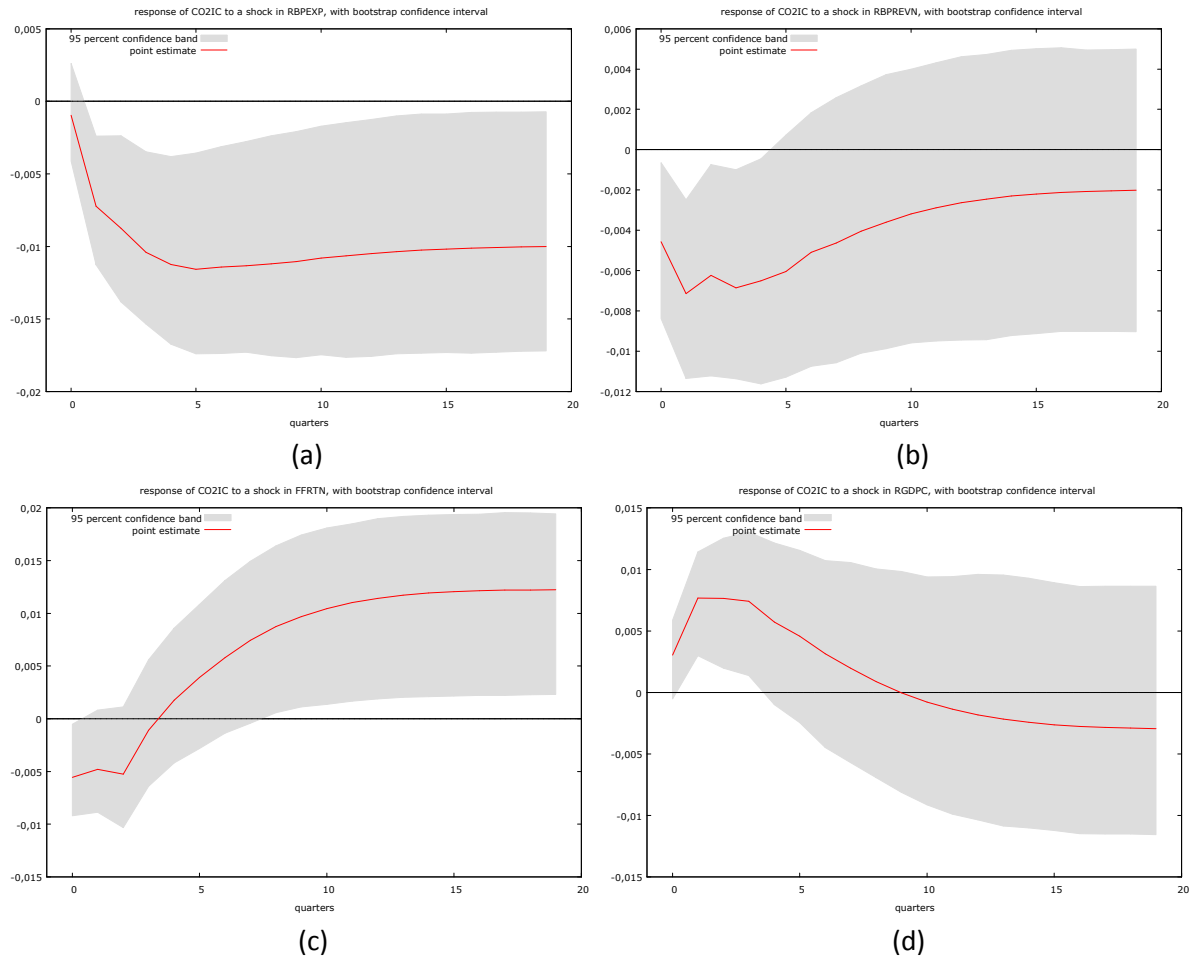 response of CO2IC to a shock in RBPEXP, with bootstrap confidence interval
0,005
95 percent confidence band
point estimate
0
-0,005
-0,01
-0,015
-0,02
0 5 10 15 20
quarters
(a)
response of CO2IC to a shock in RBPREVN, with bootstrap confidence interval
0,006
95 percent confidence band
point estimate
0,004
0,002
0
-0,002
-0,004
-0,006
-0,008
-0,01
-0,012
0 5 10 15 20
quarters
(b)
response of CO2IC to a shock in FFRTN, with bootstrap confidence interval
0,02
95 percent confidence band
point estimate
0,015
0,01
0,005
0
-0,005
-0,01
-0,015
0 5 10 15 20
quarters
(c)
response of CO2IC to a shock in RGDPC, with bootstrap confidence interval
0,015
95 percent confidence band
point estimate
0,01
0,005
0
-0,005
-0,01
-0,015
0 5 10 15 20
quarters
(d)